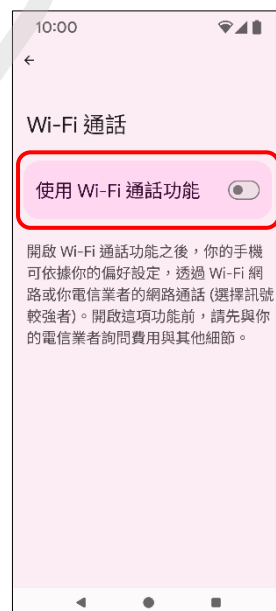 10:00
Wi-Fi 通話
使用 Wi-Fi 通話功能
開啟 Wi-Fi 通話功能之後，你的手機
可依據你的偏好設定，透過 Wi-Fi 網
路或你電信業者的網路通話 (選擇訊號
較強者)。開啟這項功能前，請先與你
的電信業者詢問費用與其他細節。